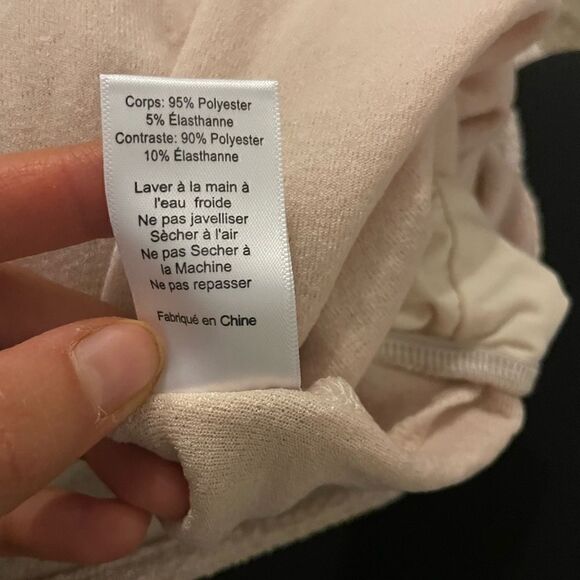 Corps: 95% Polyester
5% Élasthanne
Contraste: 90% Polyester
10% Élasthanne
Laver à la main à
l'eau froide
Ne pas javelliser
Sècher à l'air
Ne pas Secher à
la Machine
Ne pas repasser
Fabriqué en Chine